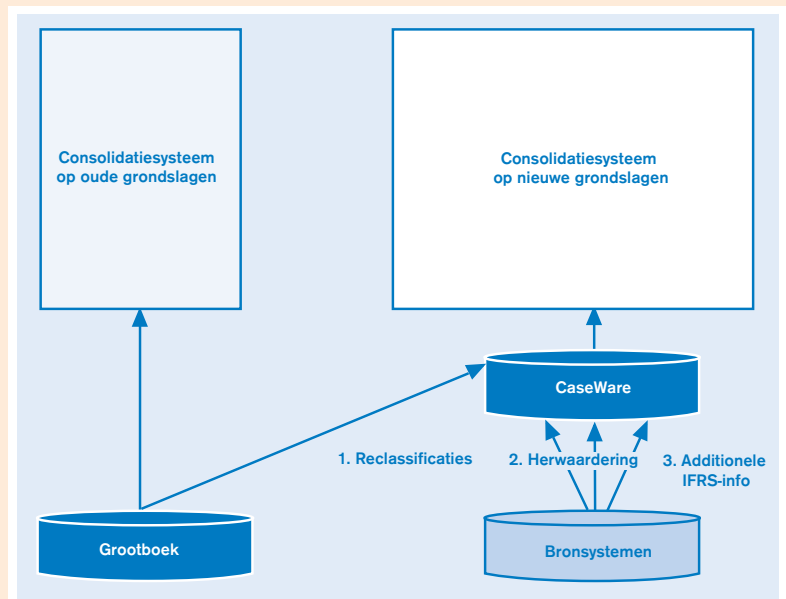 Consolidatiesysteem
op oude grondslagen
Consolidatiesysteem
op nieuwe grondslagen
CaseWare
1. Reclassificaties
2. Herwaardering
3. Additionele
IFRS-info
Grootboek
Bronsystemen